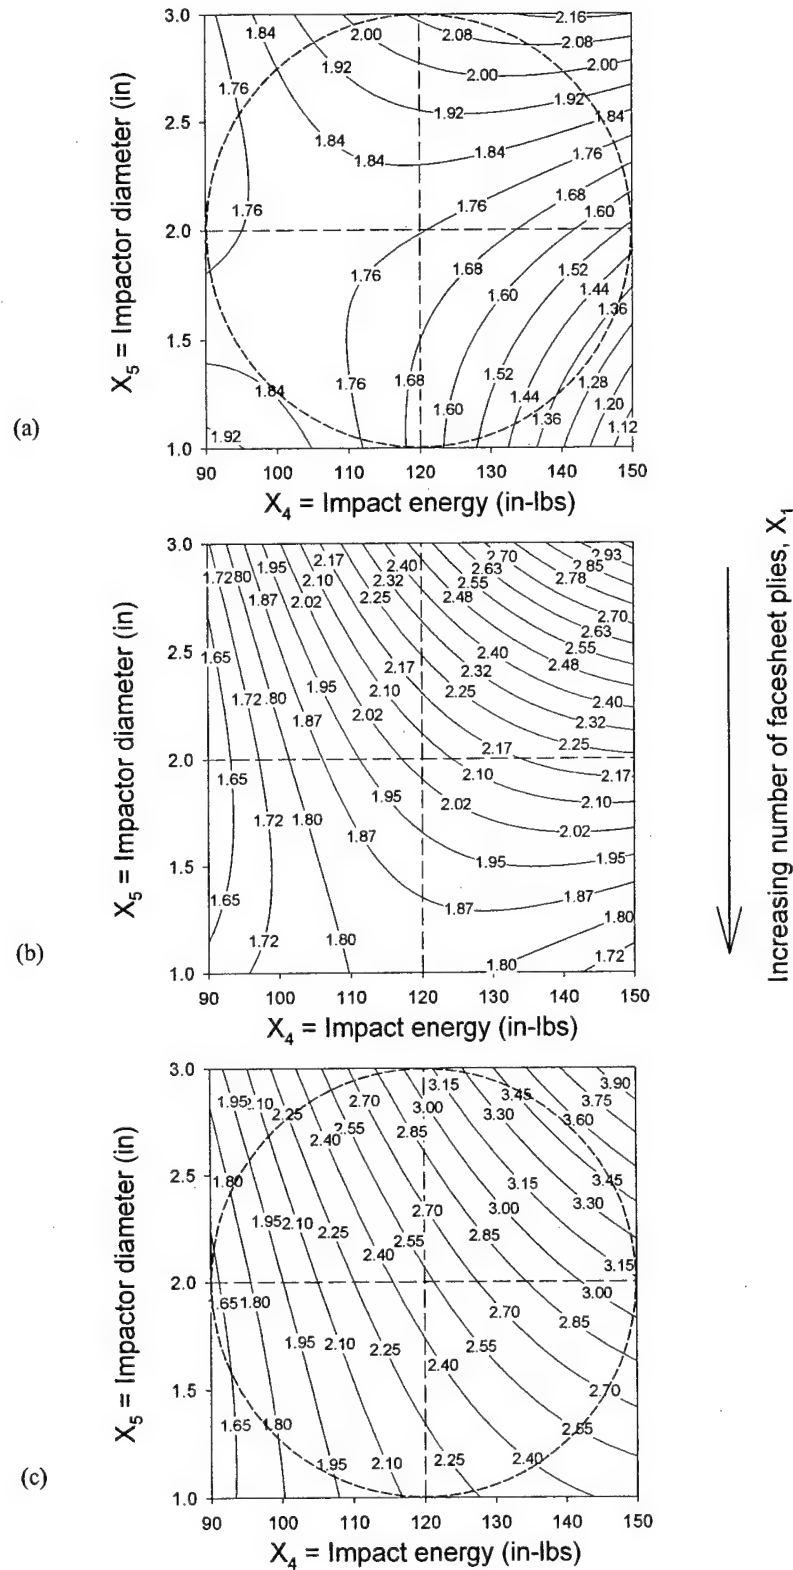 3.0
1.84 2.00 2.08 2.16
2.08
1.92 2.00 2.00
1.76
1.92 1.92
2.5
1.84
1.84
1.84 1.84 1.76
1.68
1.76 1.76 1.60
2.0
1.76 1.68 1.52
1.60 1.44
1.36
1.5
1.84 1.76 1.68 1.52 1.28
1.44 1.20
1.60 1.36 1.12
1.92
1.0
90 100 110 120 130 140 150
X4 = Impact energy (in-lbs)
X5 = Impactor diameter (in)
(a)
3.0
2.17 2.40 2.70 2.93
1.95 2.63 2.85
1.72 80 2.10 2.32 2.55 2.78
1.87 2.02 2.25 2.48
2.70
2.63
2.55
2.5
1.65 2.17 2.40 2.48
2.32
1.95 2.10 2.25
1.72 .80 2.40
1.87 2.02 2.32
2.17 2.25
2.0
1.65 2.10 2.17
1.95 2.02 2.10
1.72 1.80
1.87 2.02
1.5
1.95 1.95
1.65 1.87 1.87
1.80
1.72 1.80 1.80 1.72
1.0
90 100 110 120 130 140 150
X4 = Impact energy (in-lbs)
X5 = Impactor diameter (in)
(b)
Increasing number of facesheet plies, X1
3.0
3.15 3.90
1.95 2.10 2.70 3.00 3.45 3.75
2.25 3.30 3.60
2.40 2.55 2.85
2.5
1.80 3.15 3.45
3.30
2.70 3.00
1.95 2.10 2.25 2.55 2.85
2.40 3.15
2.0
3.00
1.65 1.80 2.70 2.85
1.95 2.10 2.25 2.55
2.40
2.70
1.5
1.65 1.80 2.55
1.95 2.10 2.25 2.40
1.0
90 100 110 120 130 140 150
X4 = Impact energy (in-lbs)
X5 = Impactor diameter (in)
(c)